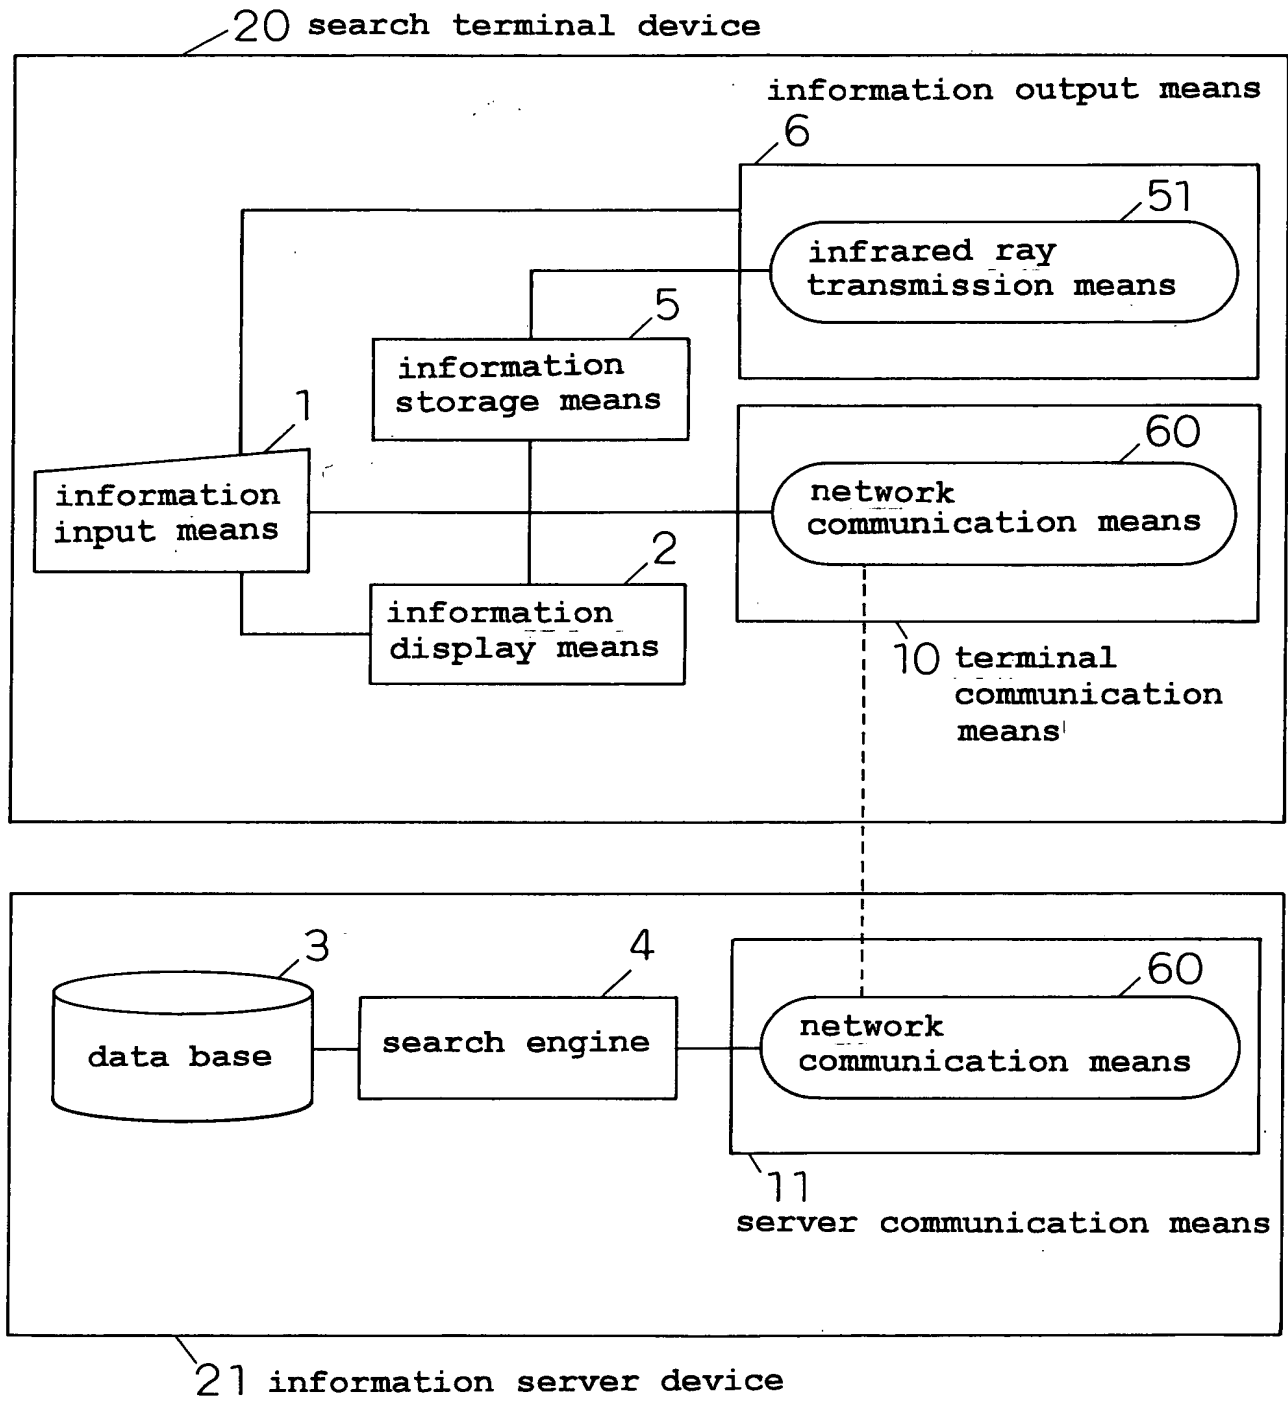 20 search terminal device
information output means
6
51
infrared ray
transmission means
5
information
storage means
1
information
input means
60
network
communication means
2
information
display means
10 terminal
communication
means
3
data base
4
search engine
60
network
communication means
11
server communication means
21 information server device